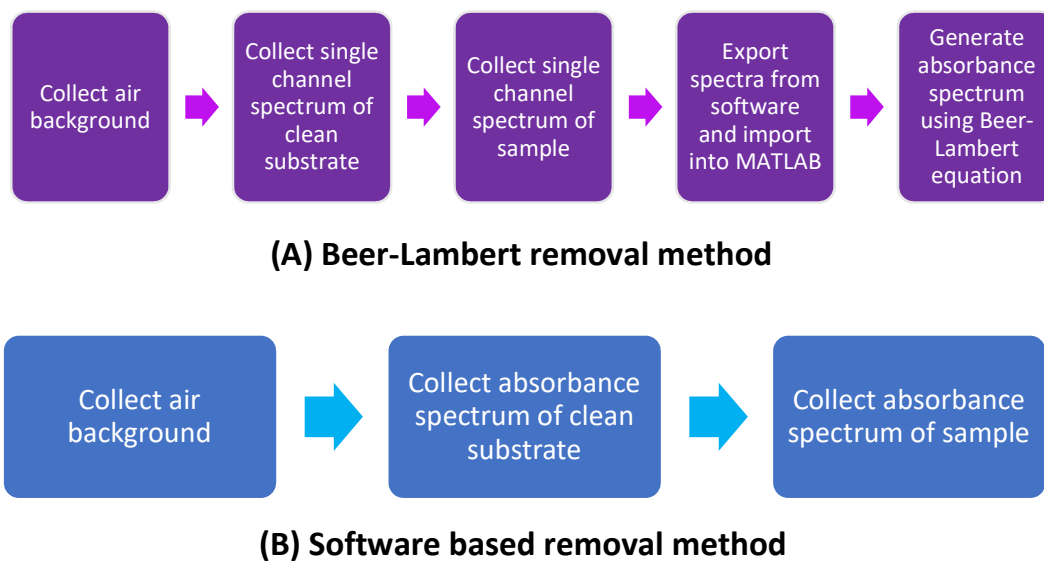 Collect air
background
Collect single
channel
spectrum of
clean
substrate
Collect single
channel
spectrum of
sample
Export
spectra from
software
and import
into MATLAB
Generate
absorbance
spectrum
using Beer-
Lambert
equation
(A) Beer-Lambert removal method
Collect air
background
Collect absorbance
spectrum of clean
substrate
Collect absorbance
spectrum of sample
(B) Software based removal method